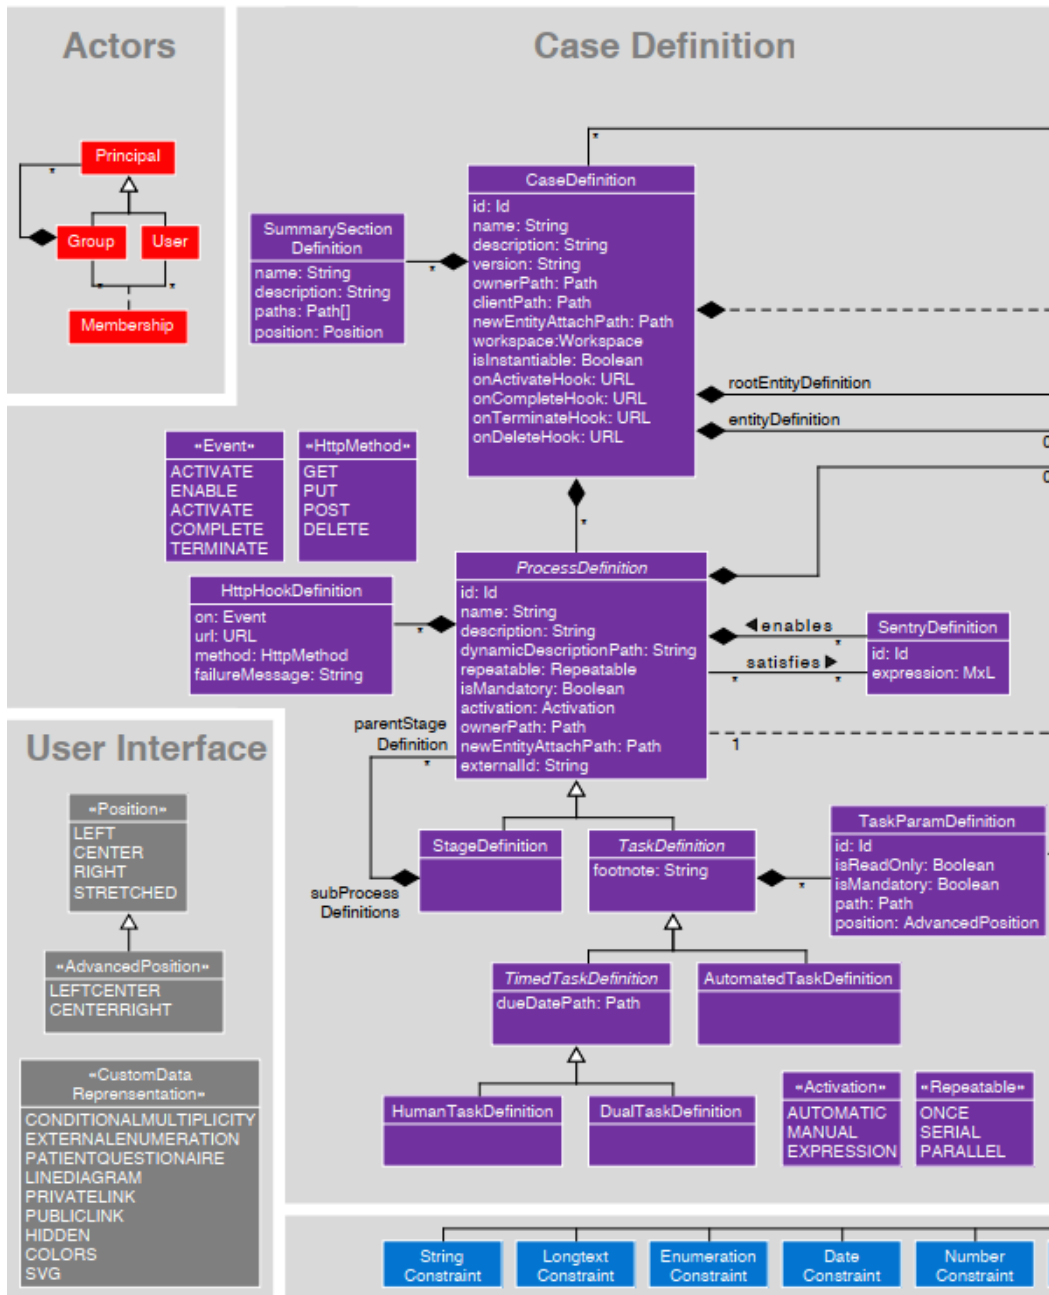 Actors
Case Definition
*
Principal
*
Group
User
*
*
Membership
SummarySection
Definition
name: String
description: String
paths: Path[]
position: Position
*
CaseDefinition
id: Id
name: String
description: String
version: String
ownerPath: Path
clientPath: Path
newEntityAttachPath: Path
workspace:Workspace
isInstantiable: Boolean
onActivateHook: URL
onCompleteHook: URL
onTerminateHook: URL
onDeleteHook: URL
rootEntityDefinition
entityDefinition
0
0
«Event»
ACTIVATE
ENABLE
ACTIVATE
COMPLETE
TERMINATE
«HttpMethod»
GET
PUT
POST
DELETE
*
HttpHookDefinition
on: Event
url: URL
method: HttpMethod
failureMessage: String
*
ProcessDefinition
id: Id
name: String
description: String
dynamicDescriptionPath: String
repeatable: Repeatable
isMandatory: Boolean
activation: Activation
ownerPath: Path
newEntityAttachPath: Path
externalId: String
◀enables
*
satisfies▶
*
*
SentryDefinition
id: Id
expression: MxL
1
parentStage
Definition
*
subProcess
Definitions
StageDefinition
TaskDefinition
footnote: String
*
TaskParamDefinition
id: Id
isReadOnly: Boolean
isMandatory: Boolean
path: Path
position: AdvancedPosition
TimedTaskDefinition
dueDatePath: Path
AutomatedTaskDefinition
HumanTaskDefinition
DualTaskDefinition
«Activation»
AUTOMATIC
MANUAL
EXPRESSION
«Repeatable»
ONCE
SERIAL
PARALLEL
User Interface
«Position»
LEFT
CENTER
RIGHT
STRETCHED
«AdvancedPosition»
LEFTCENTER
CENTERRIGHT
«CustomData
Reprensentation»
CONDITIONALMULTIPLICITY
EXTERNALENUMERATION
PATIENTQUESTIONAIRE
LINEDIAGRAM
PRIVATELINK
PUBLICLINK
HIDDEN
COLORS
SVG
String
Constraint
Longtext
Constraint
Enumeration
Constraint
Date
Constraint
Number
Constraint